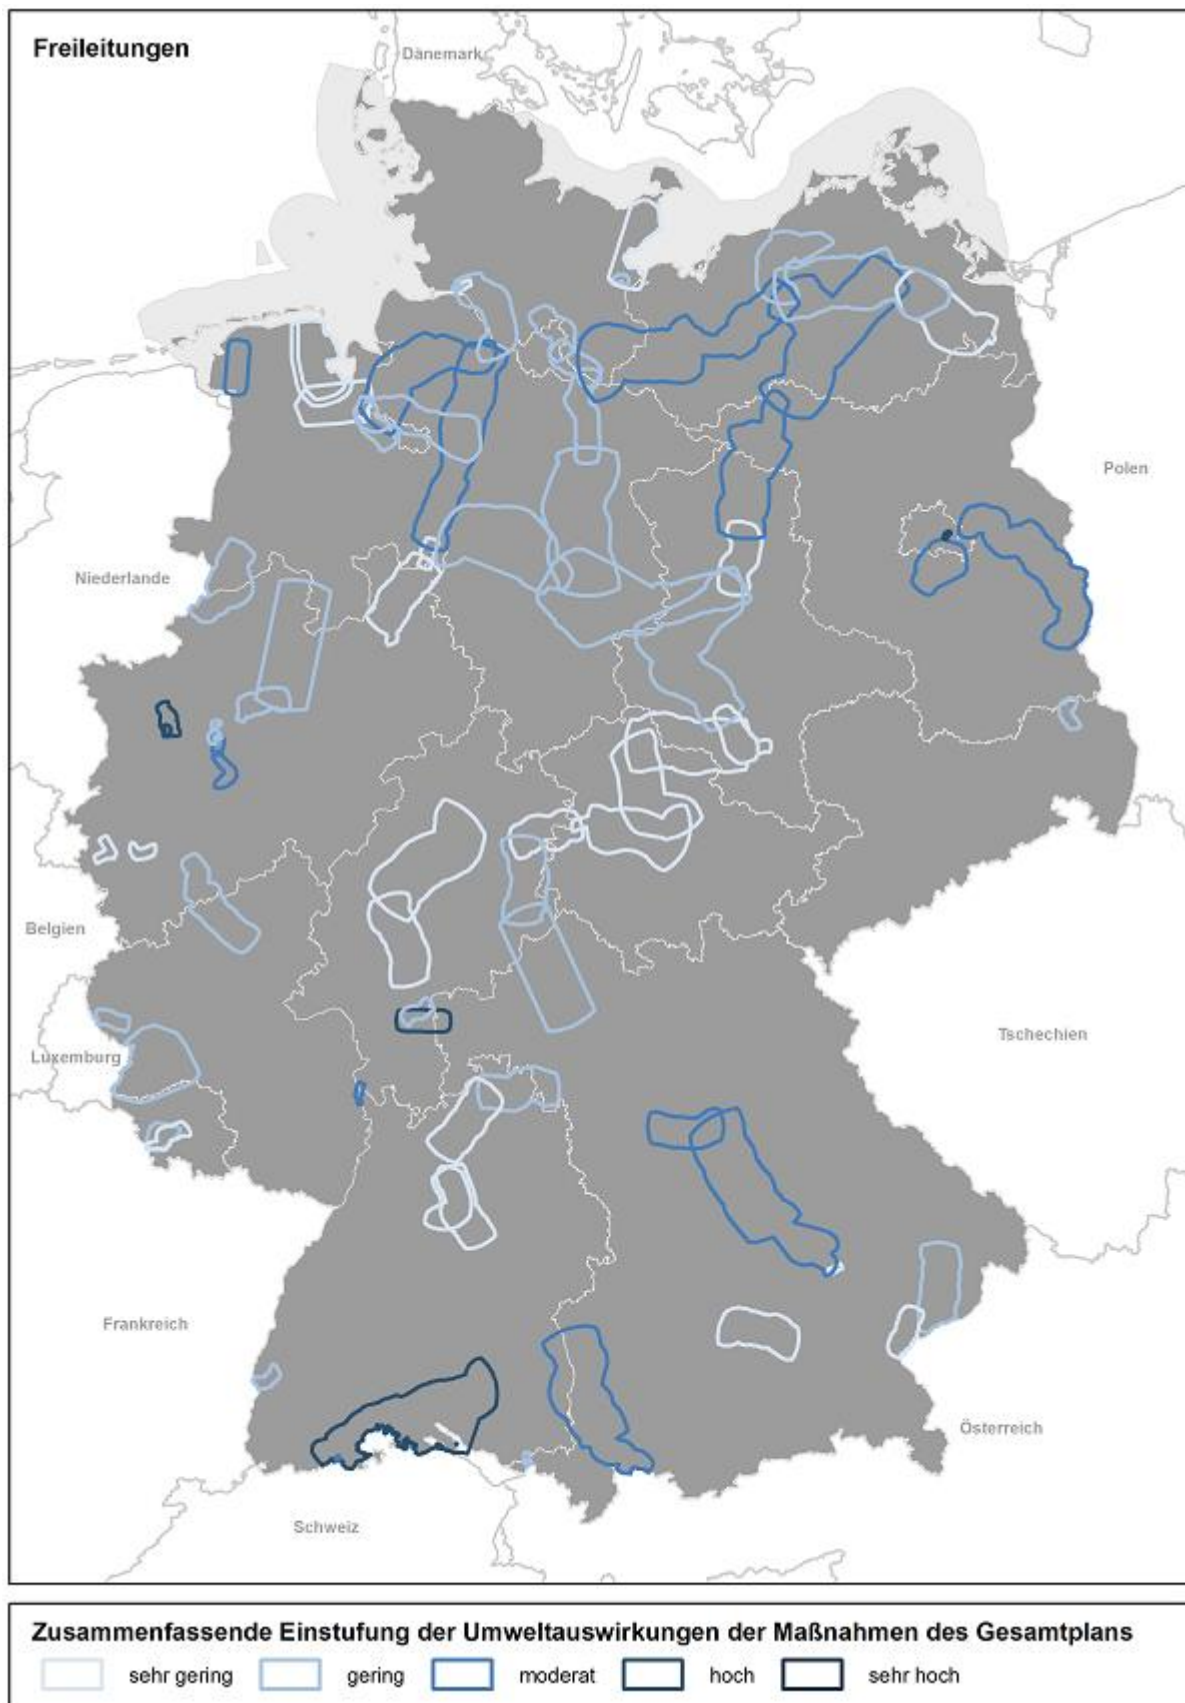 Freileitungen
Dänemark
Polen
Niederlande
Belgien
Luxemburg
Tschechien
Frankreich
Österreich
Schweiz
Zusammenfassende Einstufung der Umweltauswirkungen der Maßnahmen des Gesamtplans
sehr gering gering moderat hoch sehr hoch